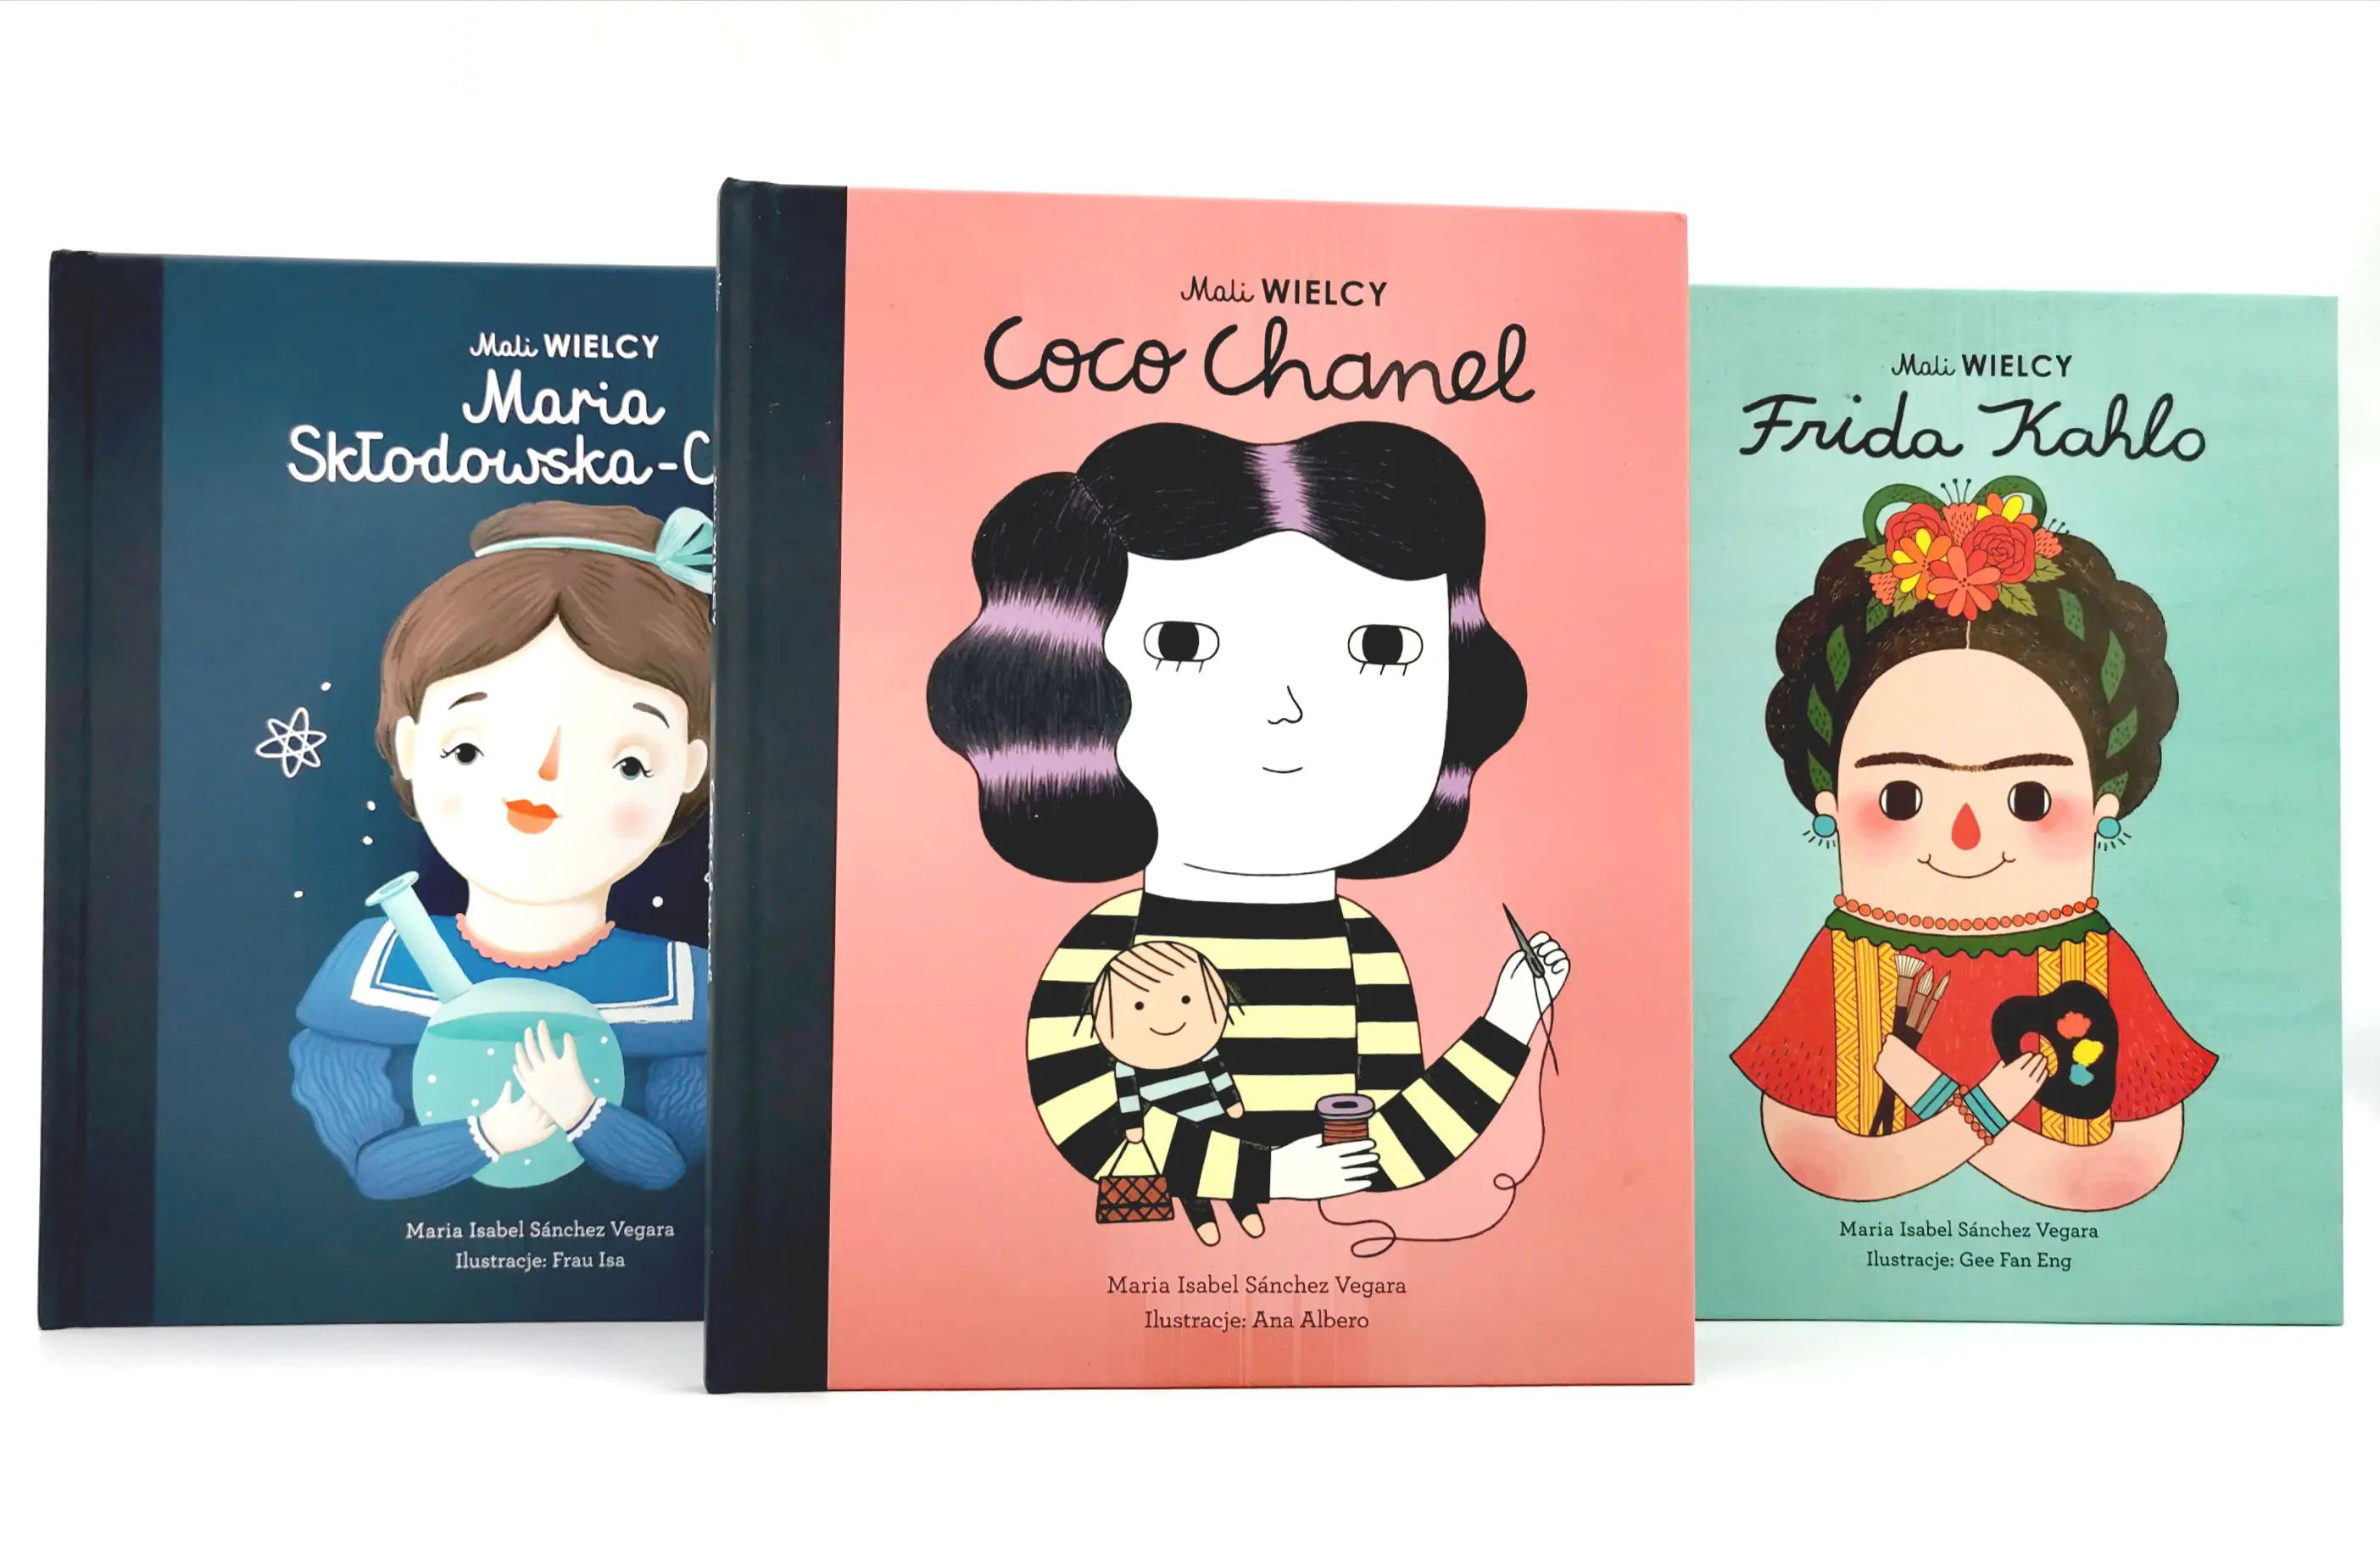 Mali WIELCY
Maria
Skłodowska-C
Maria Isabel Sánchez Vegara
Ilustracje: Frau Isa
Mali WIELCY
Coco Chanel
Maria Isabel Sánchez Vegara
Ilustracje: Ana Albero
Mali WIELCY
Frida Kahlo
Maria Isabel Sánchez Vegara
Ilustracje: Gee Fan Eng